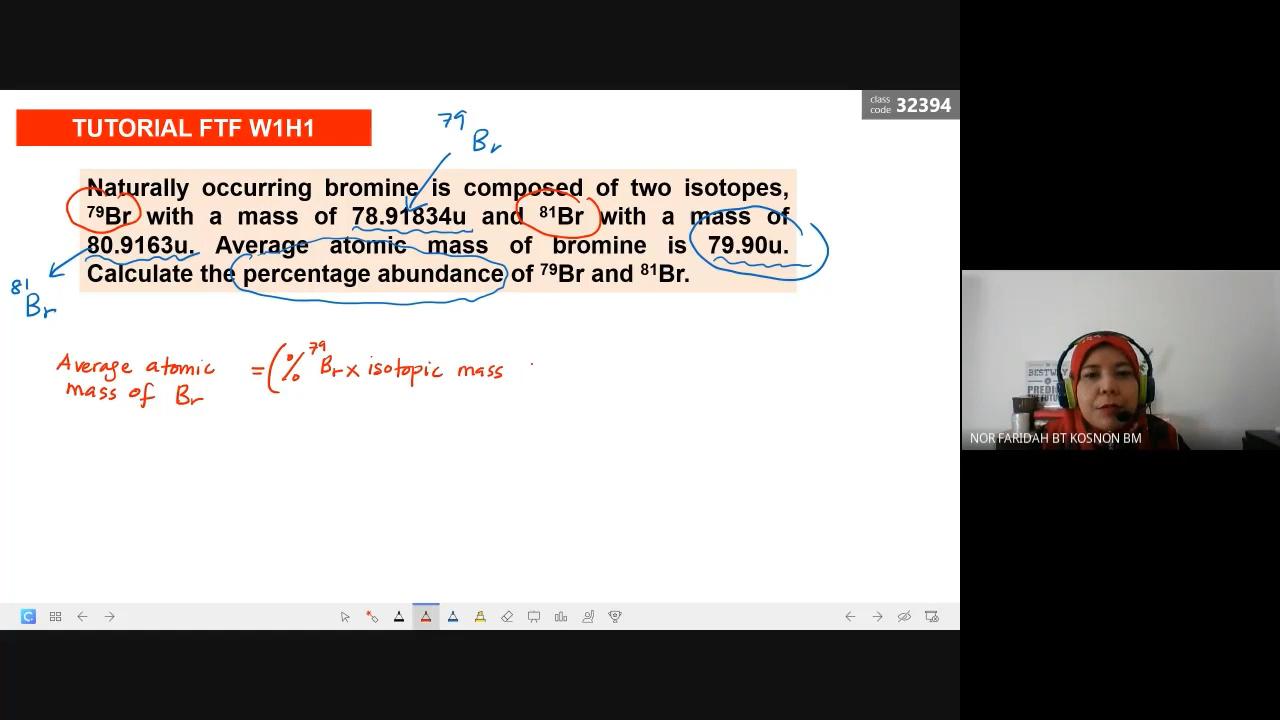 class
code 32394
TUTORIAL FTF W1H1
79
Br
Naturally occurring bromine is composed of two isotopes,
⁷⁹Br with a mass of 78.91834u and ⁸¹Br with a mass of
80.9163u. Average atomic mass of bromine is 79.90u.
Calculate the percentage abundance of ⁷⁹Br and ⁸¹Br.
81
Br
Average atomic = (% ⁷⁹Br x isotopic mass
mass of Br
BESTWAY
PREDI
NOR FARIDAH BT KOSNON BM